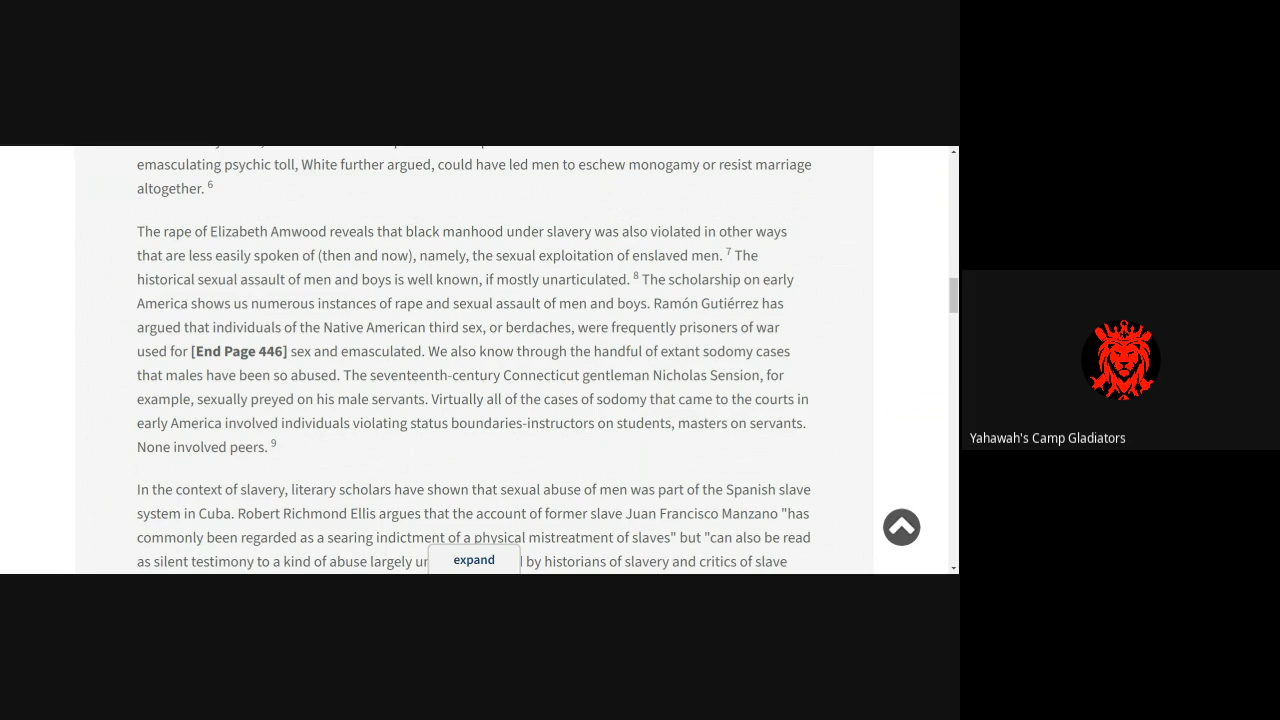 emasculating psychic toll, White further argued, could have led men to eschew monogamy or resist marriage
altogether. 6
The rape of Elizabeth Amwood reveals that black manhood under slavery was also violated in other ways
that are less easily spoken of (then and now), namely, the sexual exploitation of enslaved men. 7 The
historical sexual assault of men and boys is well known, if mostly unarticulated. 8 The scholarship on early
America shows us numerous instances of rape and sexual assault of men and boys. Ramón Gutiérrez has
argued that individuals of the Native American third sex, or berdaches, were frequently prisoners of war
used for [End Page 446] sex and emasculated. We also know through the handful of extant sodomy cases
that males have been so abused. The seventeenth-century Connecticut gentleman Nicholas Sension, for
example, sexually preyed on his male servants. Virtually all of the cases of sodomy that came to the courts in
early America involved individuals violating status boundaries-instructors on students, masters on servants.
None involved peers. 9
In the context of slavery, literary scholars have shown that sexual abuse of men was part of the Spanish slave
system in Cuba. Robert Richmond Ellis argues that the account of former slave Juan Francisco Manzano "has
commonly been regarded as a searing indictment of a physical mistreatment of slaves" but "can also be read
as silent testimony to a kind of abuse largely by historians of slavery and critics of slave
expand
Yahawah's Camp Gladiators